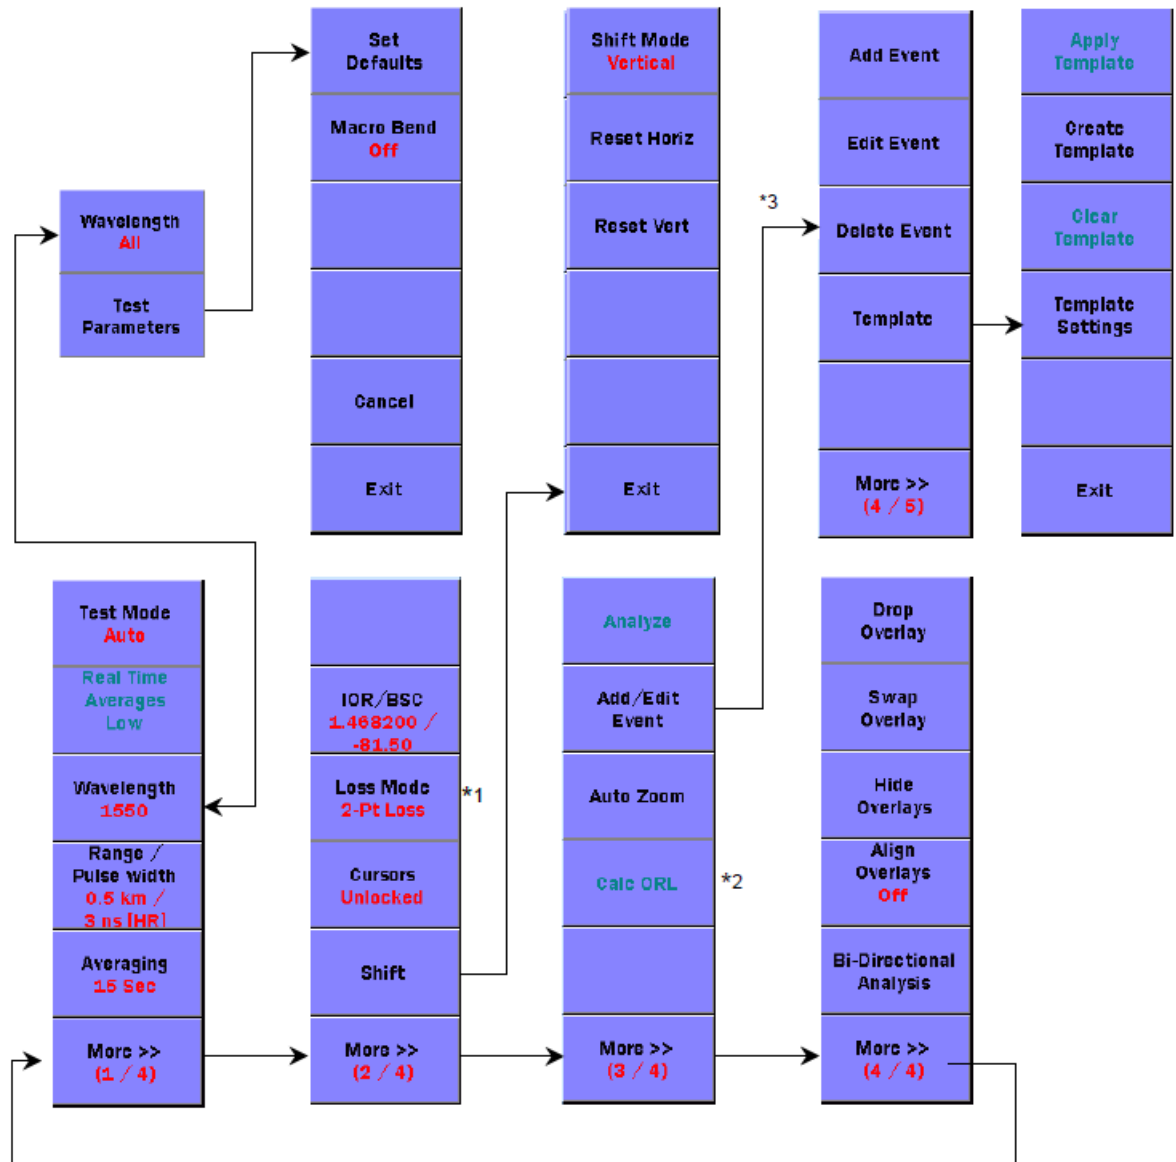 Set
Defaults
Macro Bend
Off
Cancel
Exit
Shift Mode
Vertical
Reset Horiz
Reset Vert
Exit
*3
Add Event
Edit Event
Delete Event
Template
More >>
(4 / 5)
Apply
Template
Create
Template
Clear
Template
Template
Settings
Exit
Wavelength
All
Test
Parameters
Test Mode
Auto
Real Time
Averages
Low
Wavelength
1550
Range /
Pulse width
0.5 km /
3 ns [HR]
Averaging
15 Sec
More >>
(1 / 4)
IOR/BSC
1.468200 /
-81.50
Loss Mode
2-Pt Loss
*1
Cursors
Unlocked
Shift
More >>
(2 / 4)
Analyze
Add/Edit
Event
Auto Zoom
Calc ORL
*2
More >>
(3 / 4)
Drop
Overlay
Swap
Overlay
Hide
Overlays
Align
Overlays
Off
Bi-Directional
Analysis
More >>
(4 / 4)